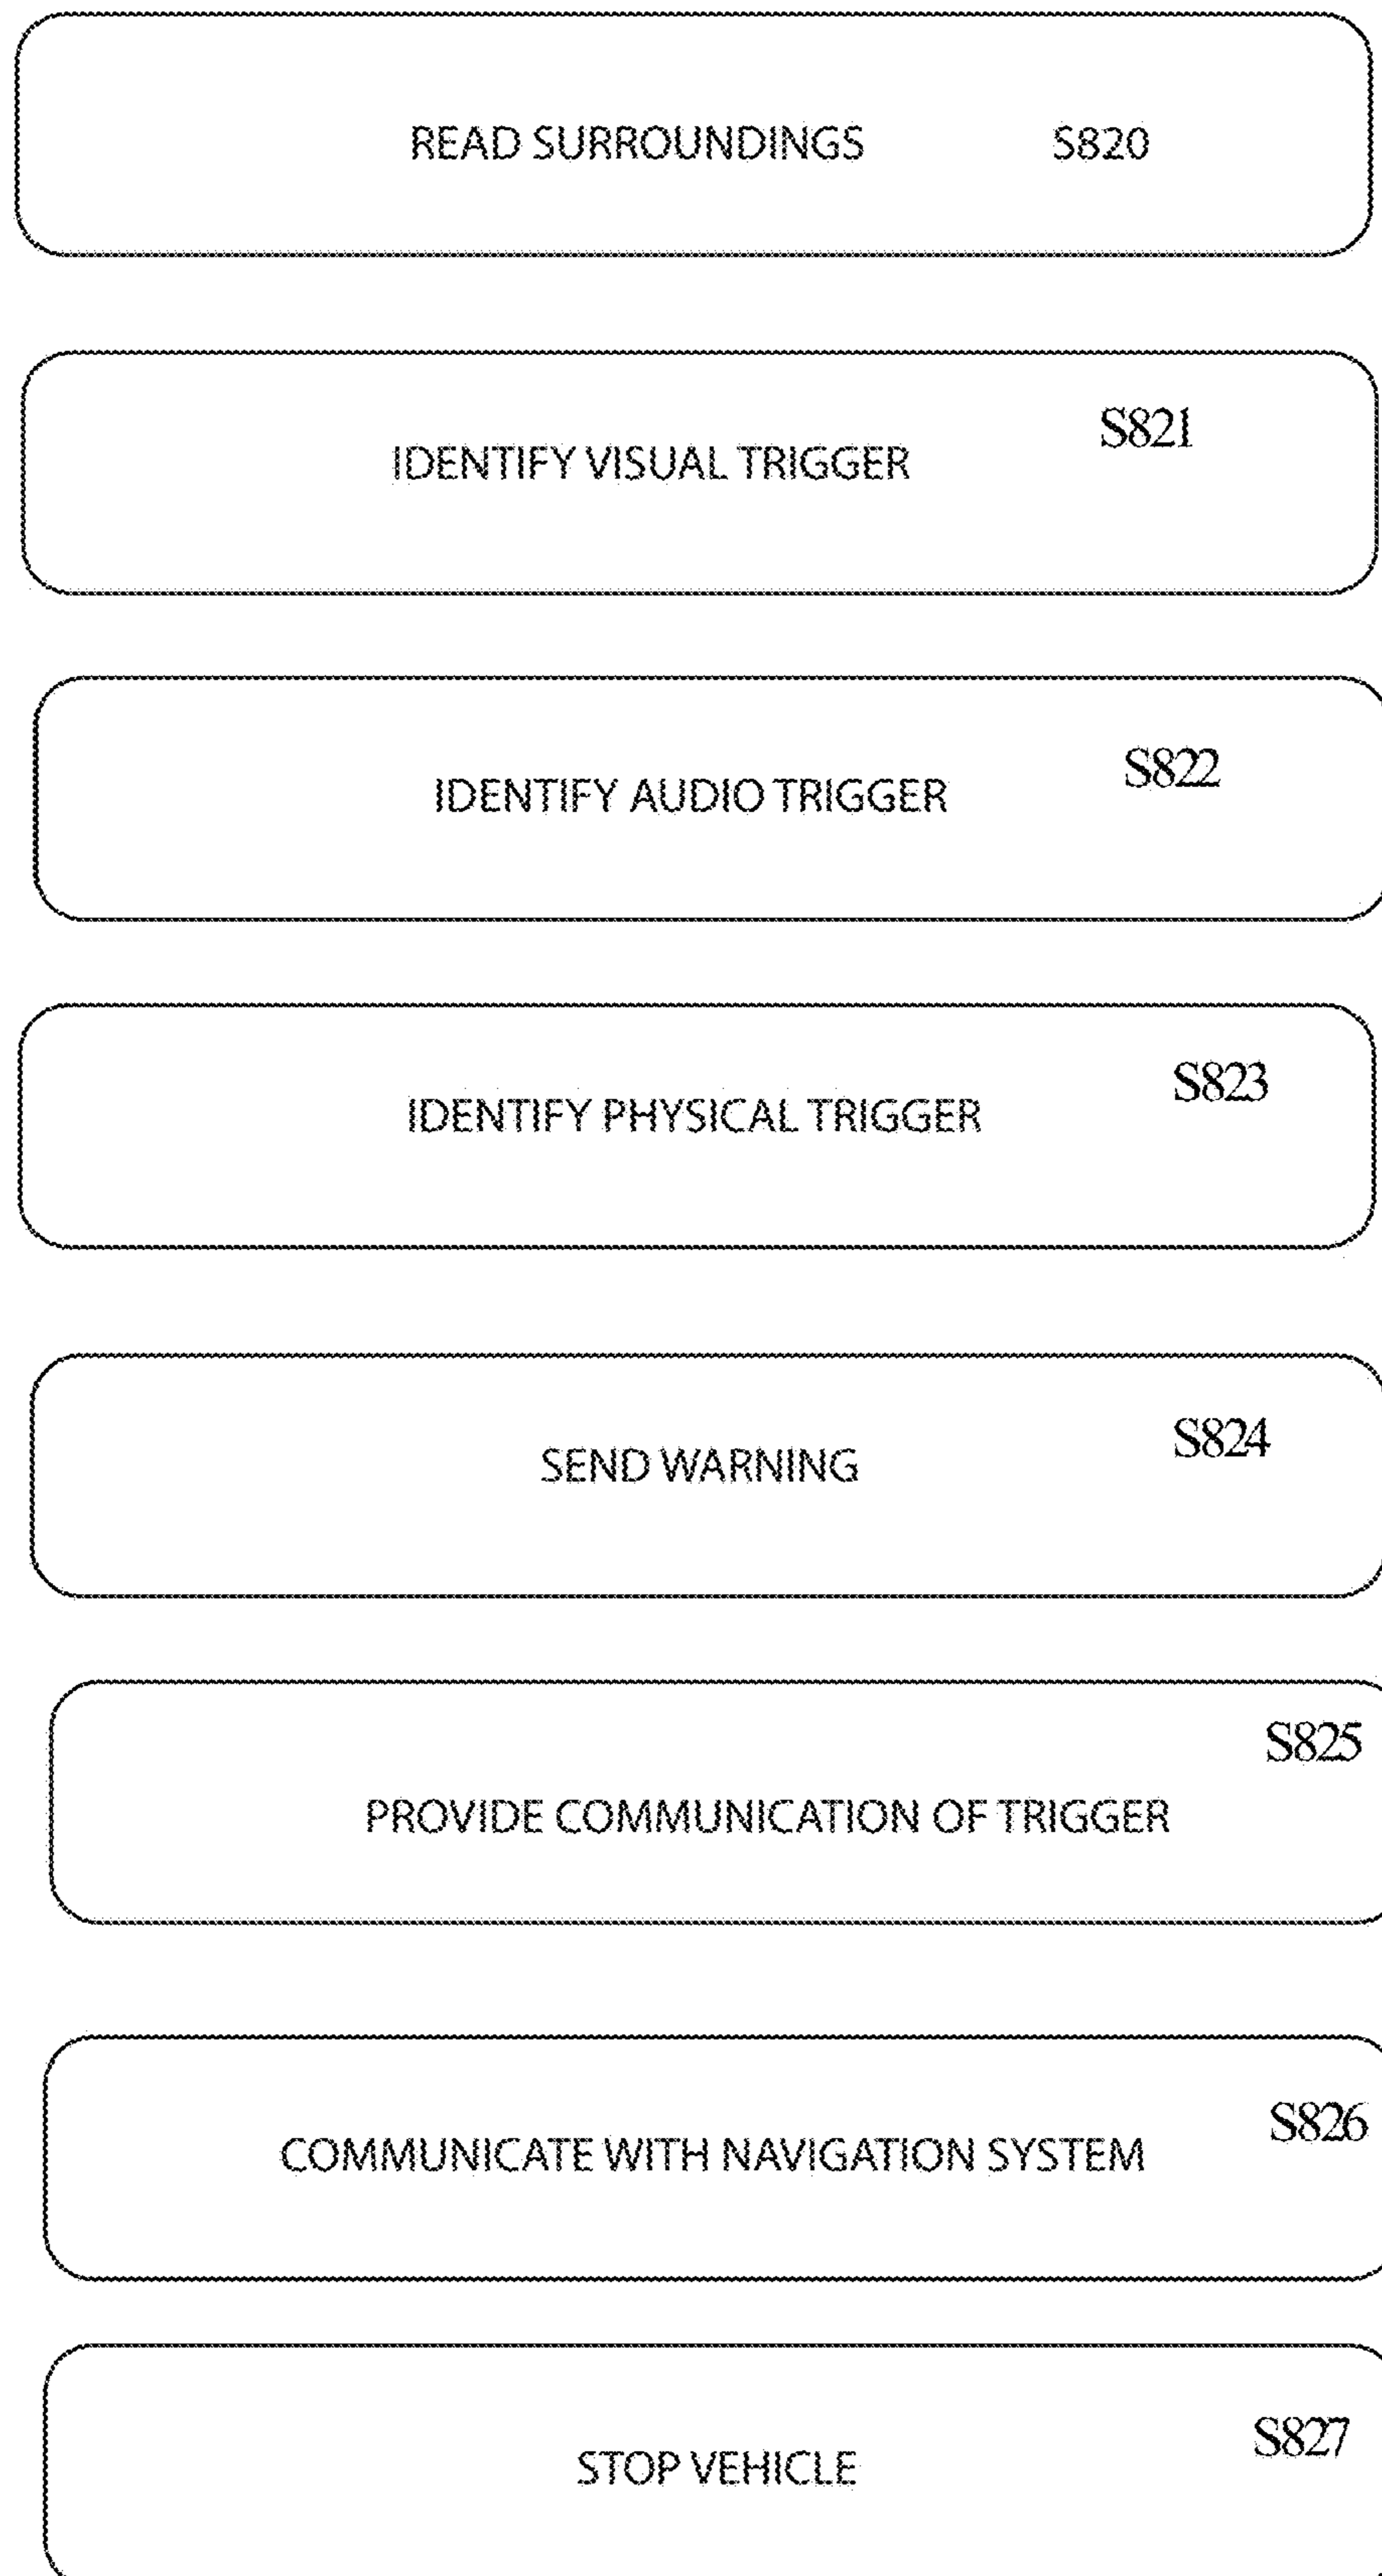 READ SURROUNDINGS S820
IDENTIFY VISUAL TRIGGER S821
IDENTIFY AUDIO TRIGGER S822
IDENTIFY PHYSICAL TRIGGER S823
SEND WARNING S824
S825
PROVIDE COMMUNICATION OF TRIGGER
COMMUNICATE WITH NAVIGATION SYSTEM S826
STOP VEHICLE S827